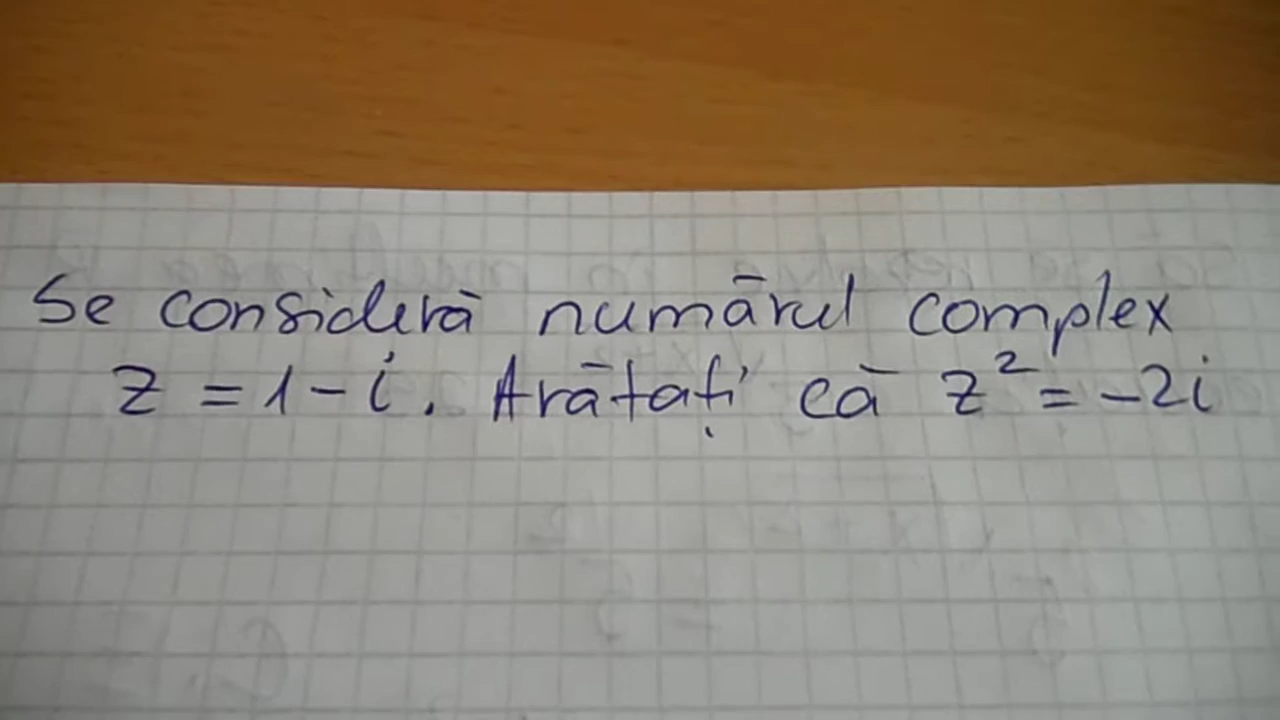 Se consideră numărul complex
z = 1 - i. Arătați că z² = -2i